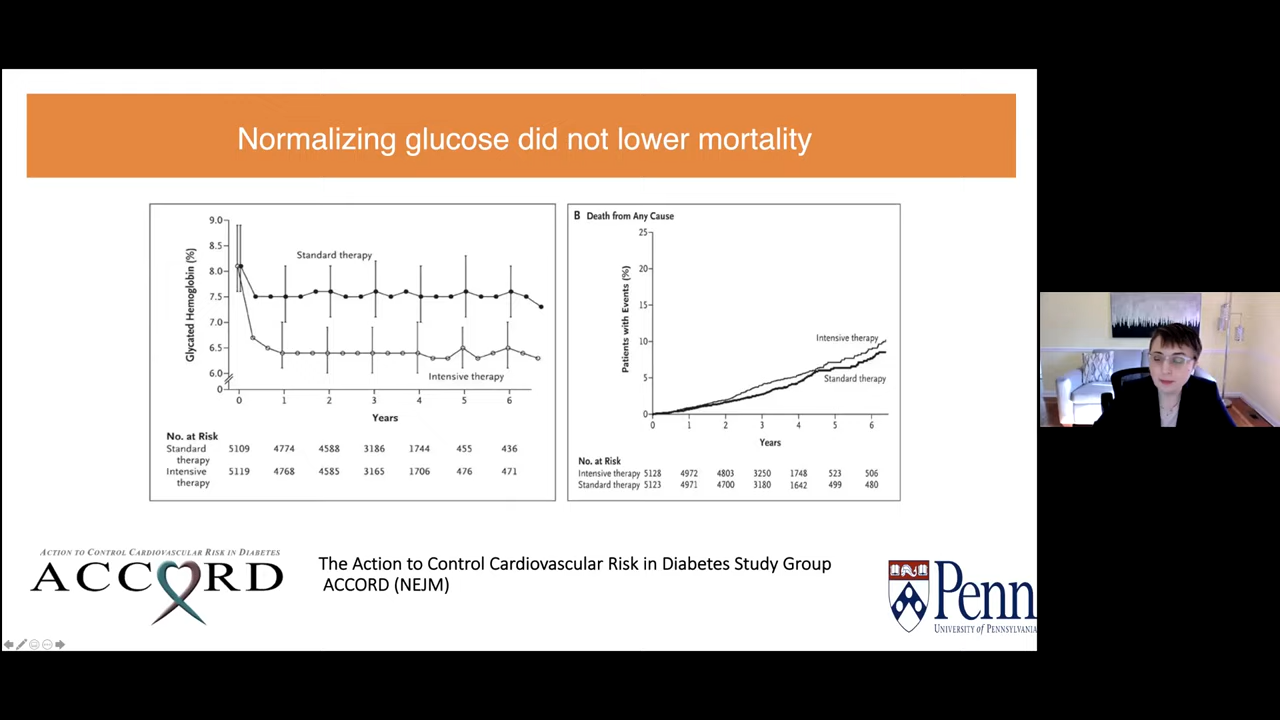 Normalizing glucose did not lower mortality
9.0
8.5
8.0
7.5
7.0
6.5
6.0
0
Glycated Hemoglobin (%)
Standard therapy
Intensive therapy
0 1 2 3 4 5 6
Years
No. at Risk
Standard 5109 4774 4588 3186 1744 455 436
therapy
Intensive 5119 4768 4585 3165 1706 476 471
therapy
B Death from Any Cause
25
20
15
10
5
0
Patients with Events (%)
Intensive therapy
Standard therapy
0 1 2 3 4 5 6
Years
No. at Risk
Intensive therapy 5128 4972 4803 3250 1748 523 506
Standard therapy 5123 4971 4700 3180 1642 499 480
ACTION TO CONTROL CARDIOVASCULAR RISK IN DIABETES
ACCORD
The Action to Control Cardiovascular Risk in Diabetes Study Group
ACCORD (NEJM)
Penn
UNIVERSITY of PENNSYLVANIA